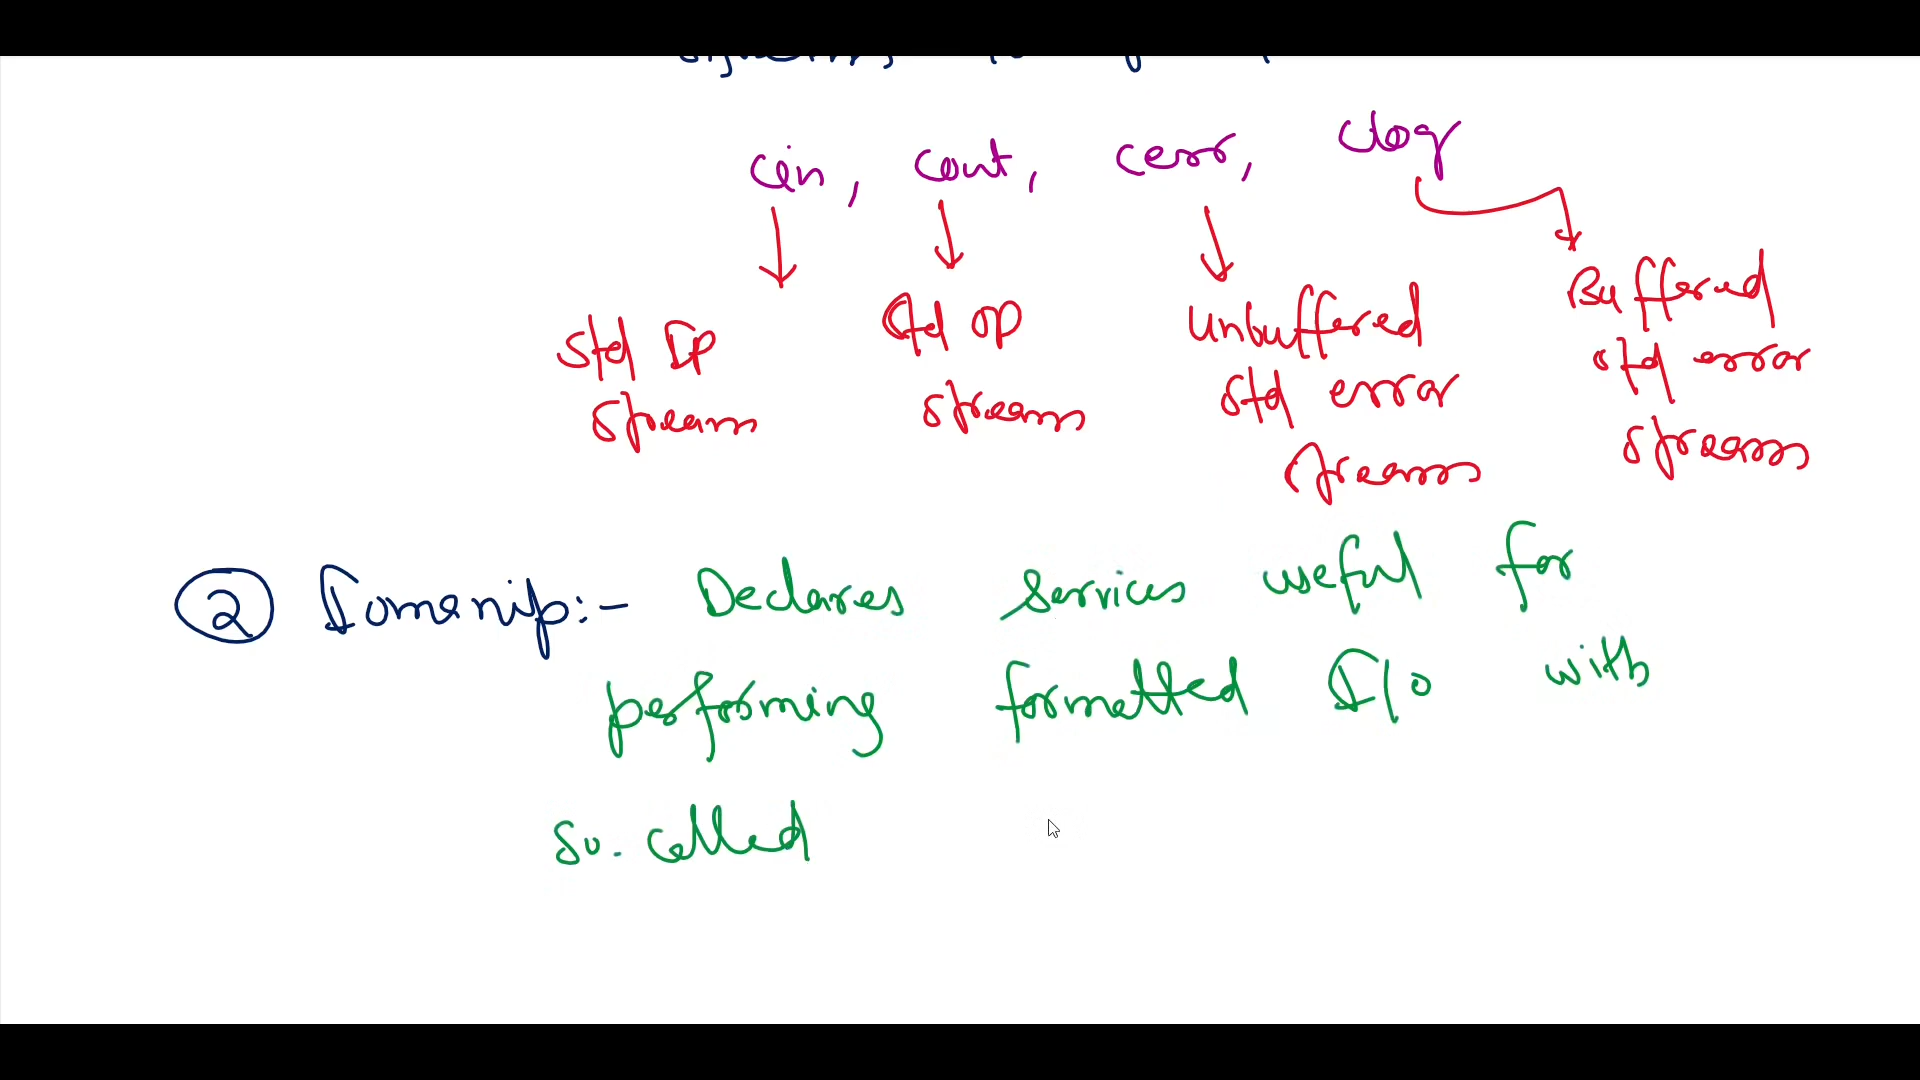 cin, cout, cerr, clog
Std IP stream
Std OP stream
Unbuffered std error stream
Buffered std error stream
② Iomanip:- Declares services useful for
performing formatted I/O with
so-called